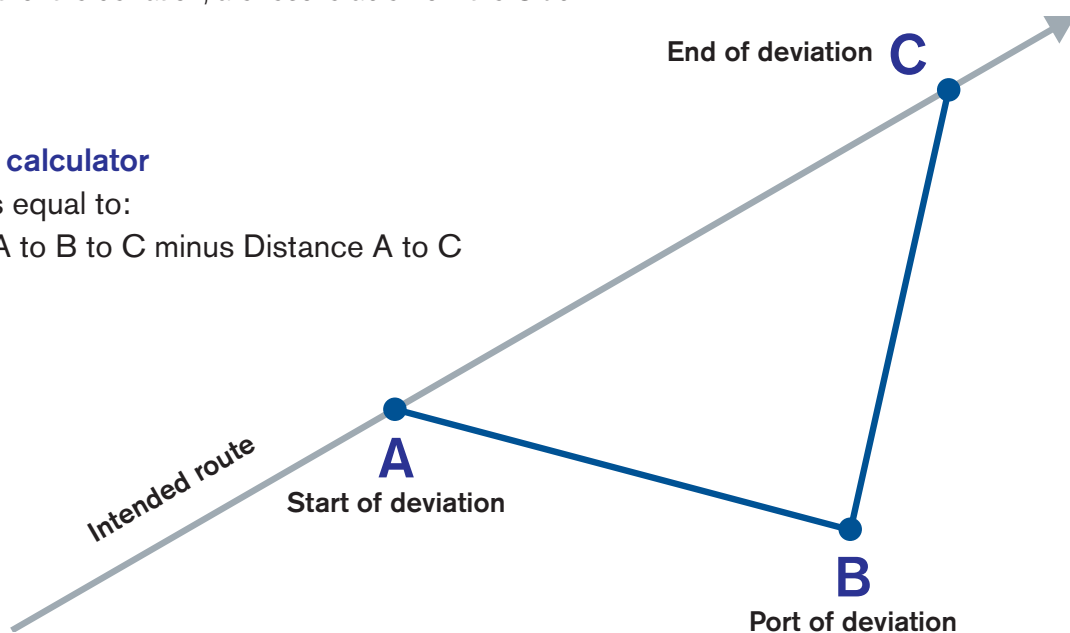 End of deviation C
calculator
equal to:
A to B to C minus Distance A to C
Intended route
A
Start of deviation
B
Port of deviation